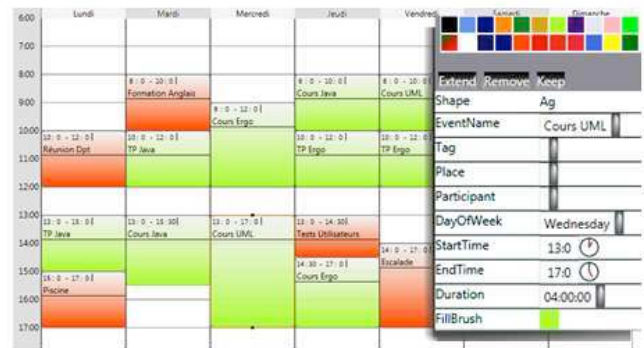 Lundi Mardi Mercredi Jeudi Vendred Samedi Dimanche
6:00
7:00
8:00
9:00
10:00
11:00
12:00
13:00
14:00
15:00
16:00
17:00
10:0 - 12:0
Réunion Dpt
13:0 - 15:0
TP Java
15:0 - 17:0
Piscine
8:0 - 10:0
Formation Anglais
10:0 - 12:0
TP Java
13:0 - 15:30
Cours Java
9:0 - 12:0
Cours Ergo
13:0 - 17:0
Cours UML
8:0 - 10:0
Cours Java
10:0 - 12:0
TP Ergo
13:0 - 14:30
Tests Utilisateurs
14:30 - 17:0
Cours Ergo
8:0 - 10:0
Cours UML
10:0 - 12:0
TP Ergo
14:0 - 17:0
Escalade
Extend Remove Keep
Shape Ag
EventName Cours UML
Tag
Place
Participant
DayOfWeek Wednesday
StartTime 13:0
EndTime 17:0
Duration 04:00:00
FillBrush